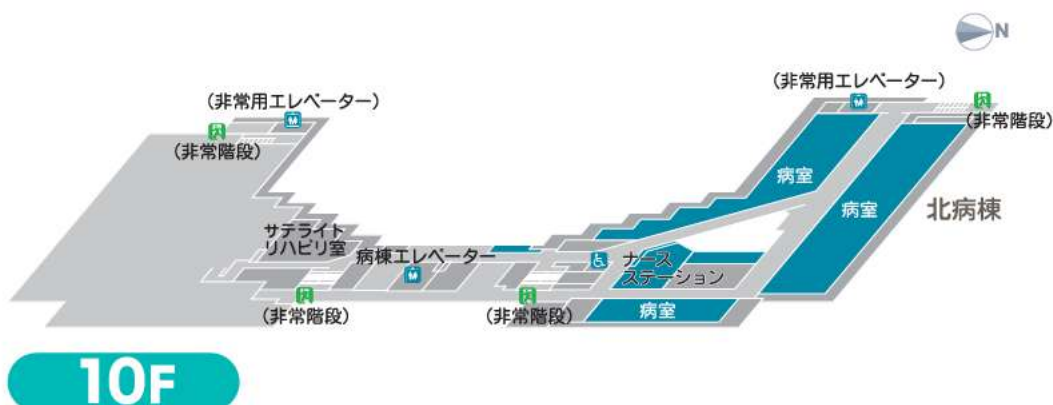 N
(非常用エレベーター)
(非常用エレベーター)
(非常階段)
(非常階段)
病室
病室
北病棟
サテライト
リハビリ室
病棟エレベーター
ナース
ステーション
(非常階段)
(非常階段)
病室
10F